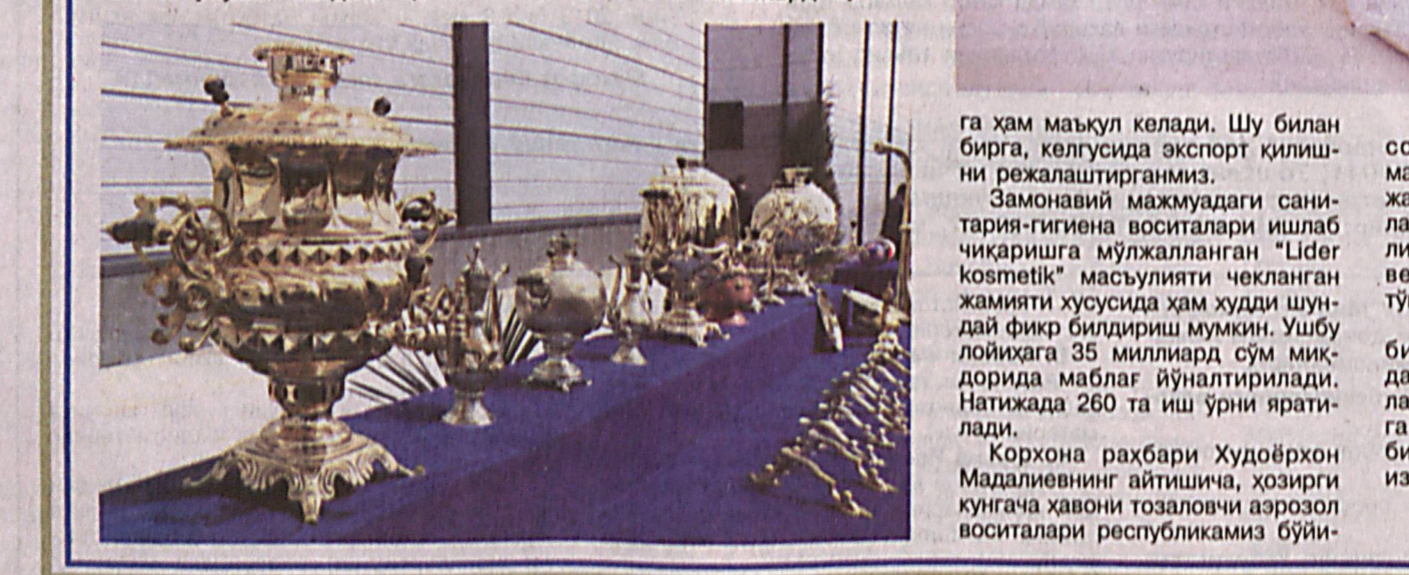 га ҳам маъқул келади. Шу билан
бирга, келгусида экспорт қилиш-
ни режалаштирганмиз.
Замонавий мажмуадаги сани-
тария-гигиена воситалари ишлаб
чиқаришга мўлжалланган "Lider
kosmetik" масъулияти чекланган
жамияти хусусида ҳам худди шун-
дай фикр билдириш мумкин. Ушбу
лойиҳага 35 миллиард сўм миқ-
дорида маблағ йўналтирилади.
Натижада 260 та иш ўрни ярати-
лади.
Корхона раҳбари Худоёрхон
Мадалиевнинг айтишича, ҳозирги
кунгача ҳавони тозаловчи аэрозол
воситалари республикамиз бўйи-